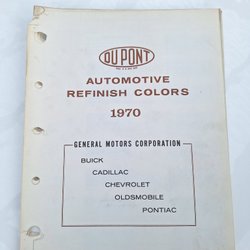 DU PONT
AUTOMOTIVE
REFINISH COLORS
1970
GENERAL MOTORS CORPORATION
BUICK
CADILLAC
CHEVROLET
OLDSMOBILE
PONTIAC